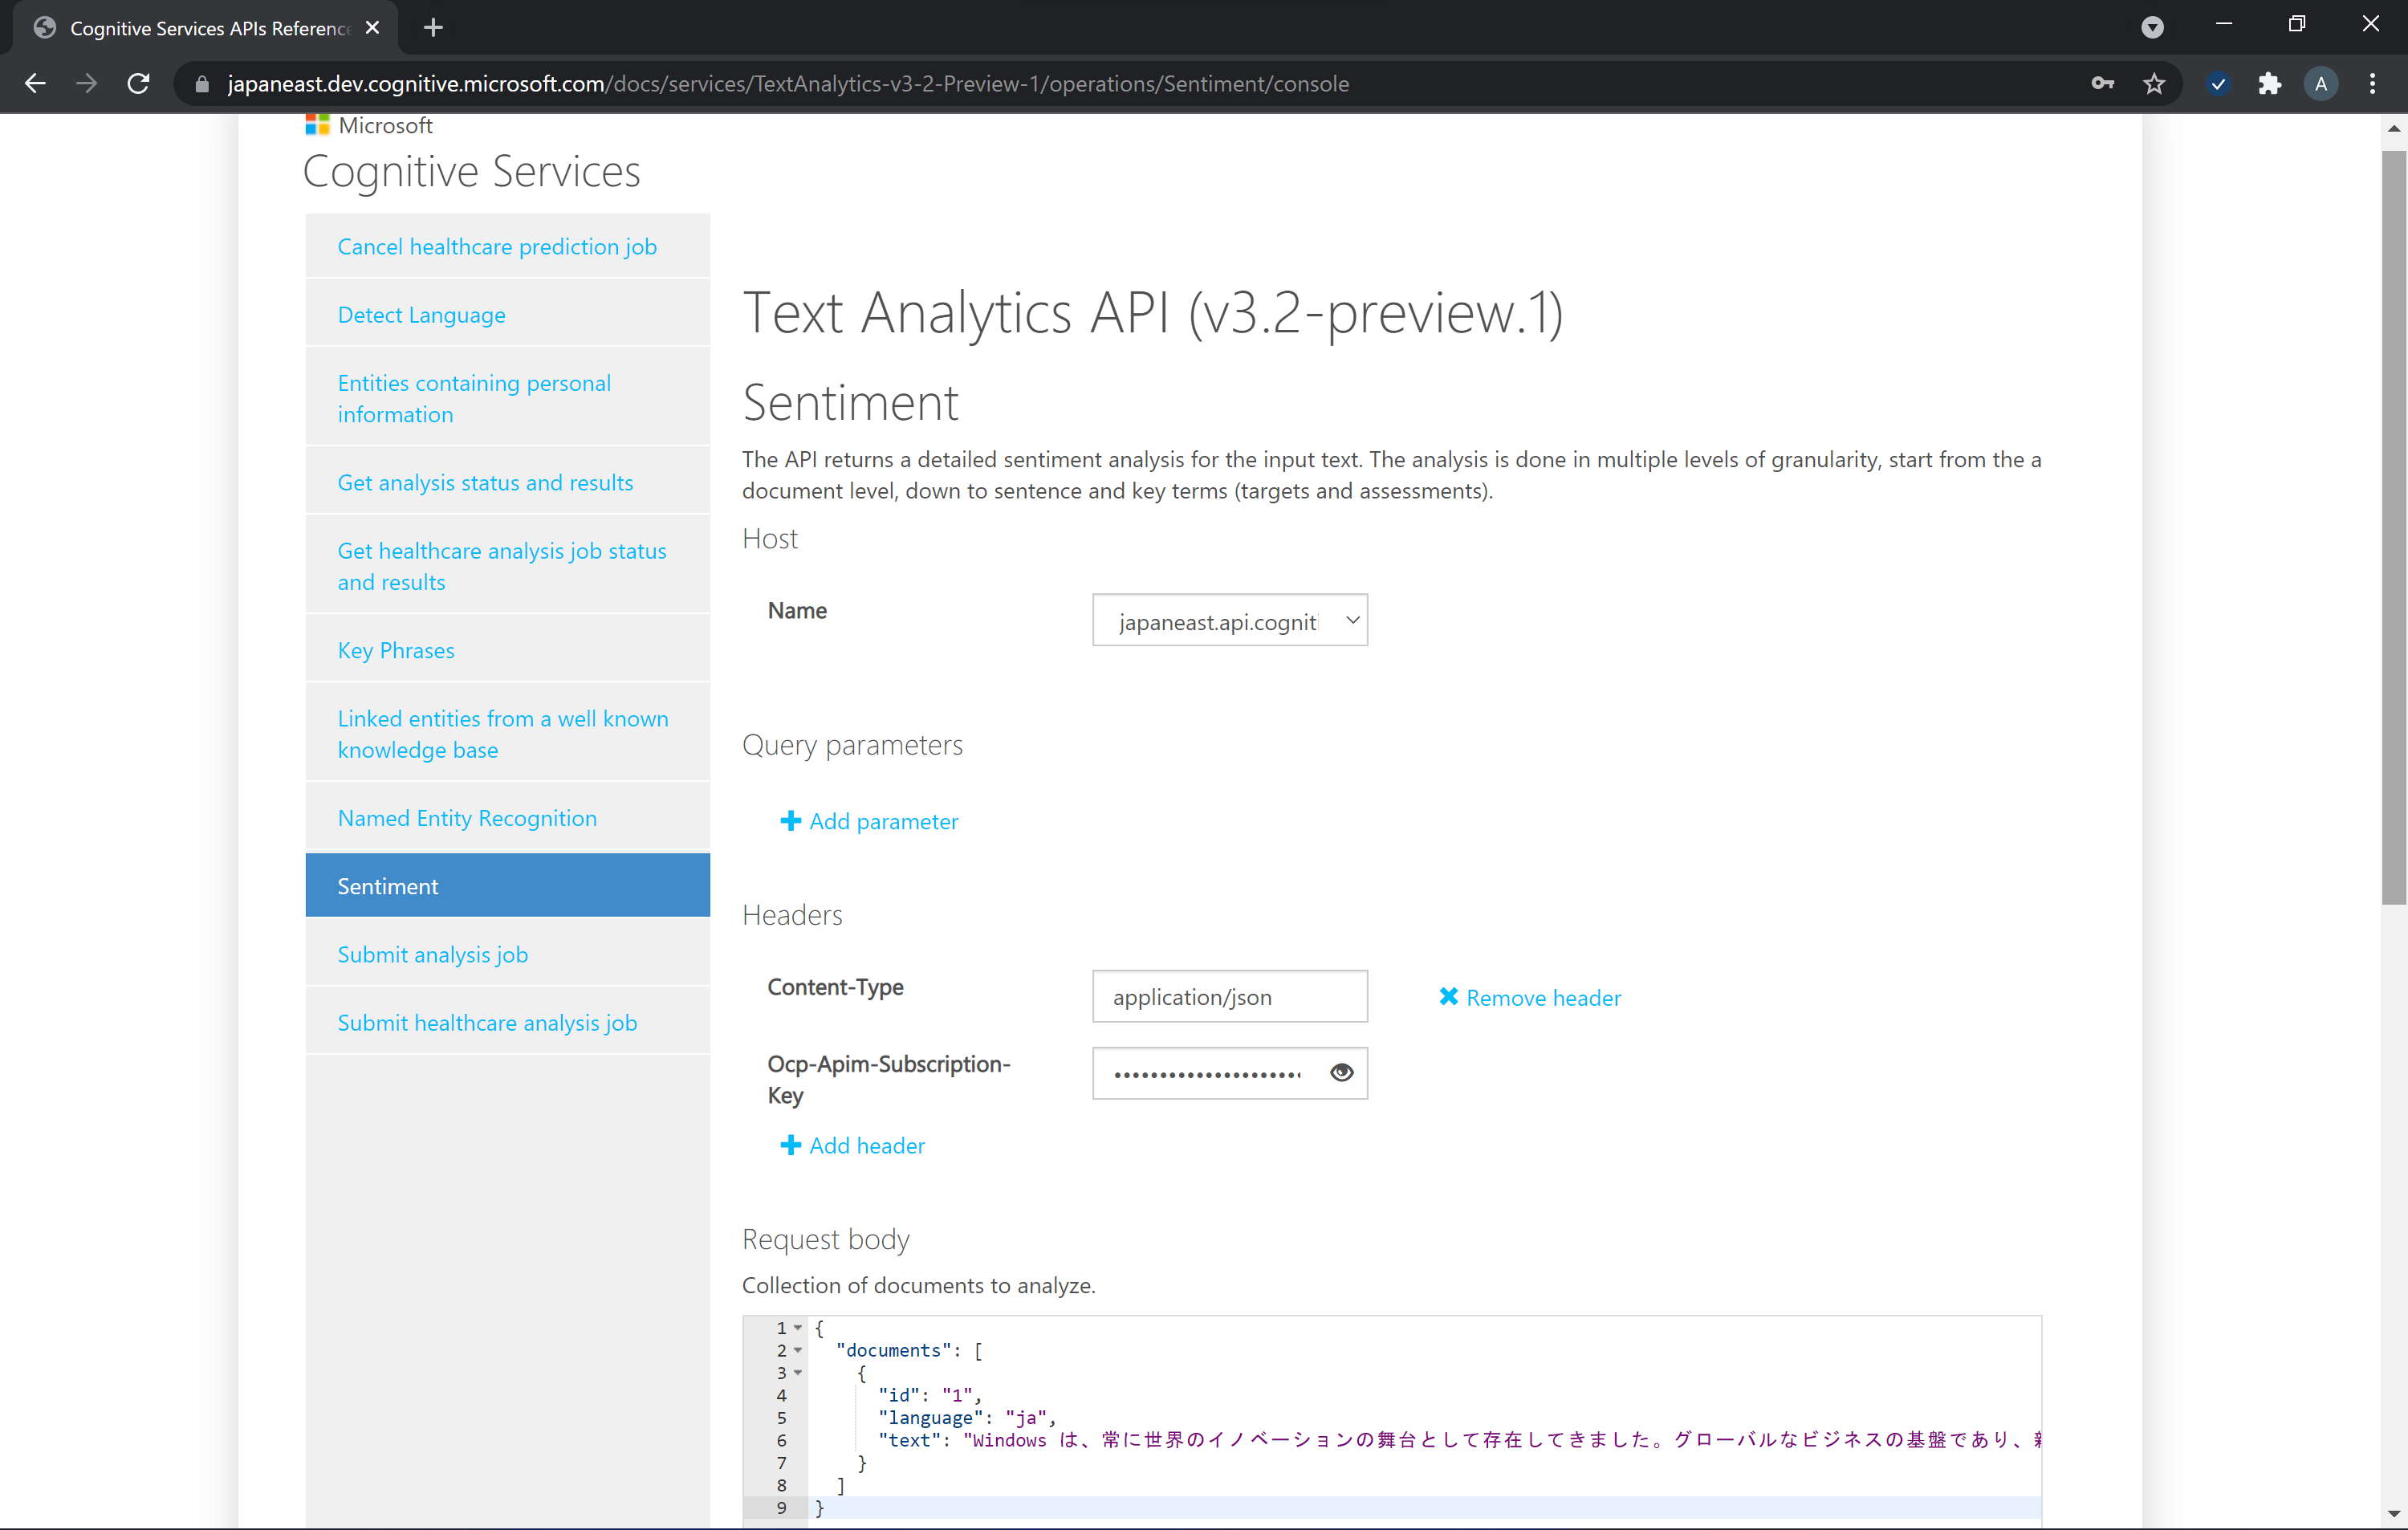 Cognitive Services APIs Reference
japaneast.dev.cognitive.microsoft.com/docs/services/TextAnalytics-v3-2-Preview-1/operations/Sentiment/console
A
Microsoft
Cognitive Services
Cancel healthcare prediction job
Detect Language
Entities containing personal
information
Get analysis status and results
Get healthcare analysis job status
and results
Key Phrases
Linked entities from a well known
knowledge base
Named Entity Recognition
Sentiment
Submit analysis job
Submit healthcare analysis job
Text Analytics API (v3.2-preview.1)
Sentiment
The API returns a detailed sentiment analysis for the input text. The analysis is done in multiple levels of granularity, start from the a
document level, down to sentence and key terms (targets and assessments).
Host
Name
japaneast.api.cogniti
Query parameters
Add parameter
Headers
Content-Type
application/json
Remove header
Ocp-Apim-Subscription-
Key
Add header
Request body
Collection of documents to analyze.
1 {
2 "documents": [
3 {
4 "id": "1",
5 "language": "ja",
6 "text": "Windows は、常に世界のイノベーションの舞台として存在してきました。グローバルなビジネスの基盤であり、
7 }
8 ]
9 }